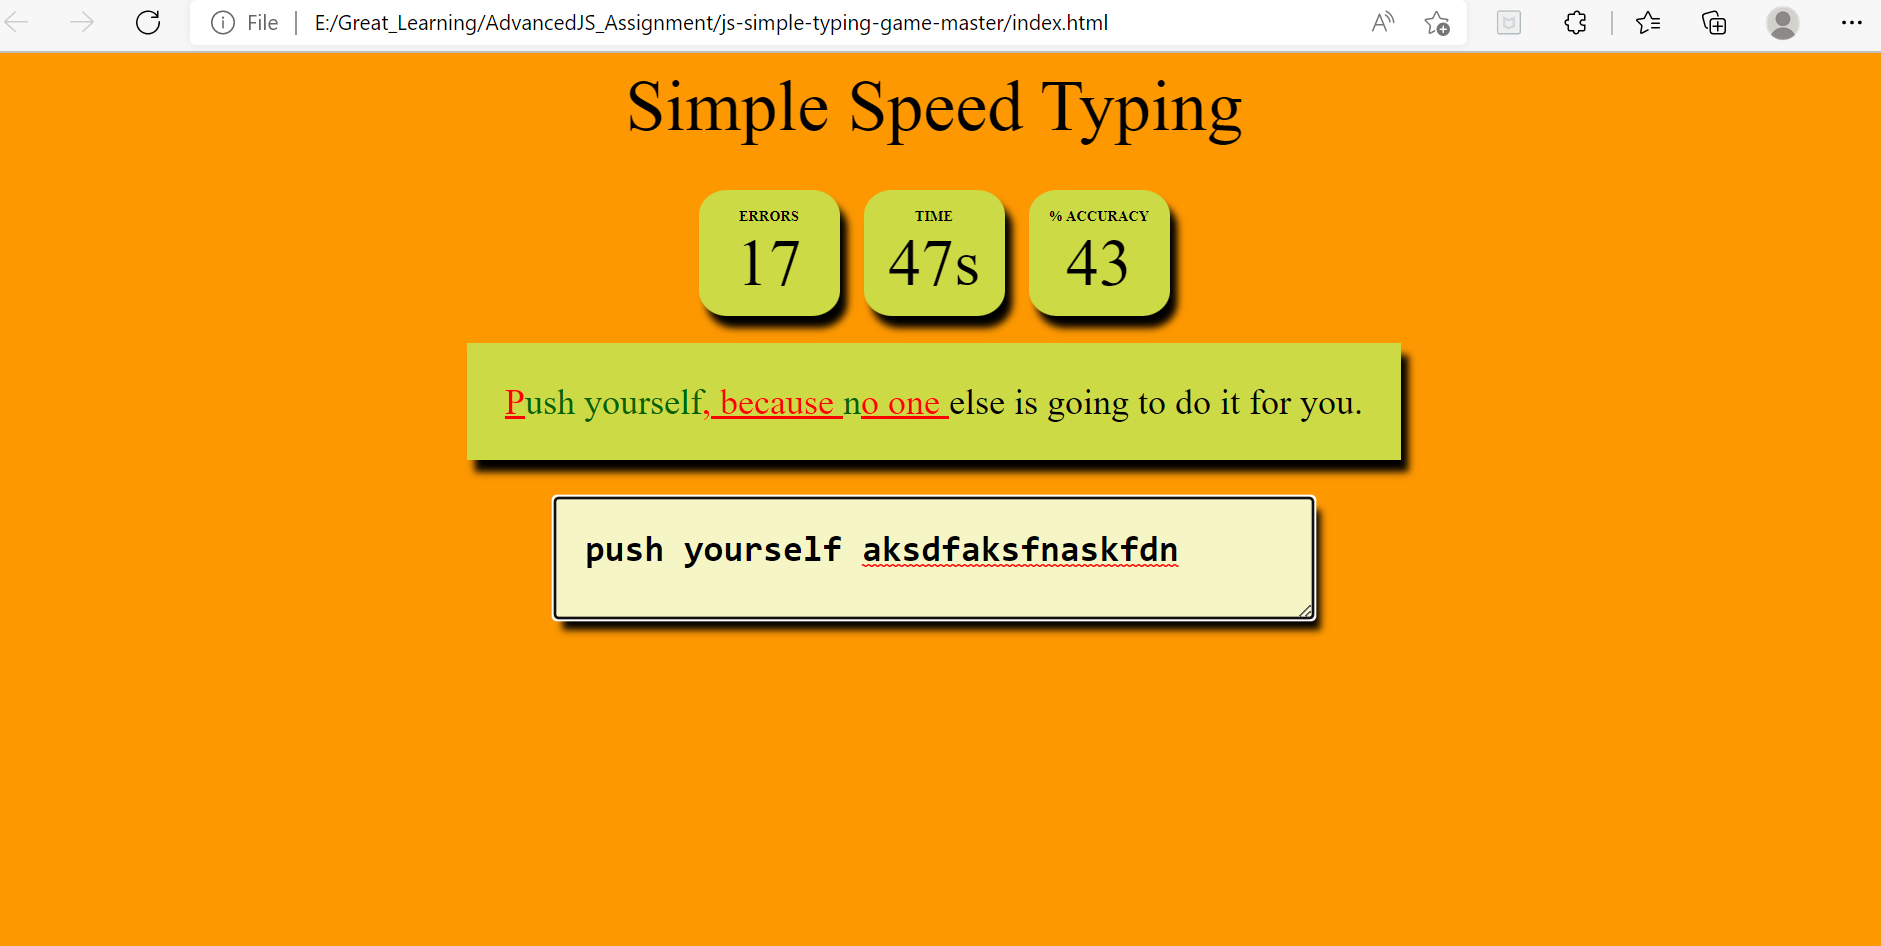 File | E:/Great_Learning/AdvancedJS_Assignment/js-simple-typing-game-master/index.html
Simple Speed Typing
ERRORS TIME % ACCURACY
17 47s 43
Push yourself, because no one else is going to do it for you.
push yourself aksdfaksfnaskfdn